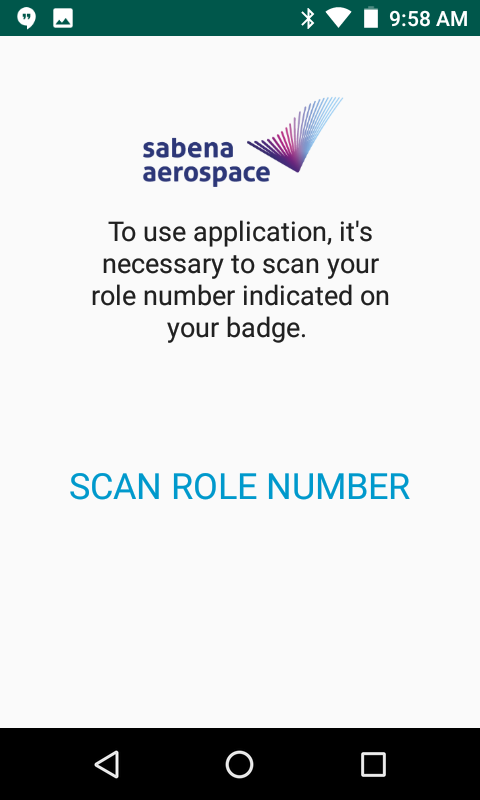 9:58 AM
sabena
aerospace
To use application, it's
necessary to scan your
role number indicated on
your badge.
SCAN ROLE NUMBER